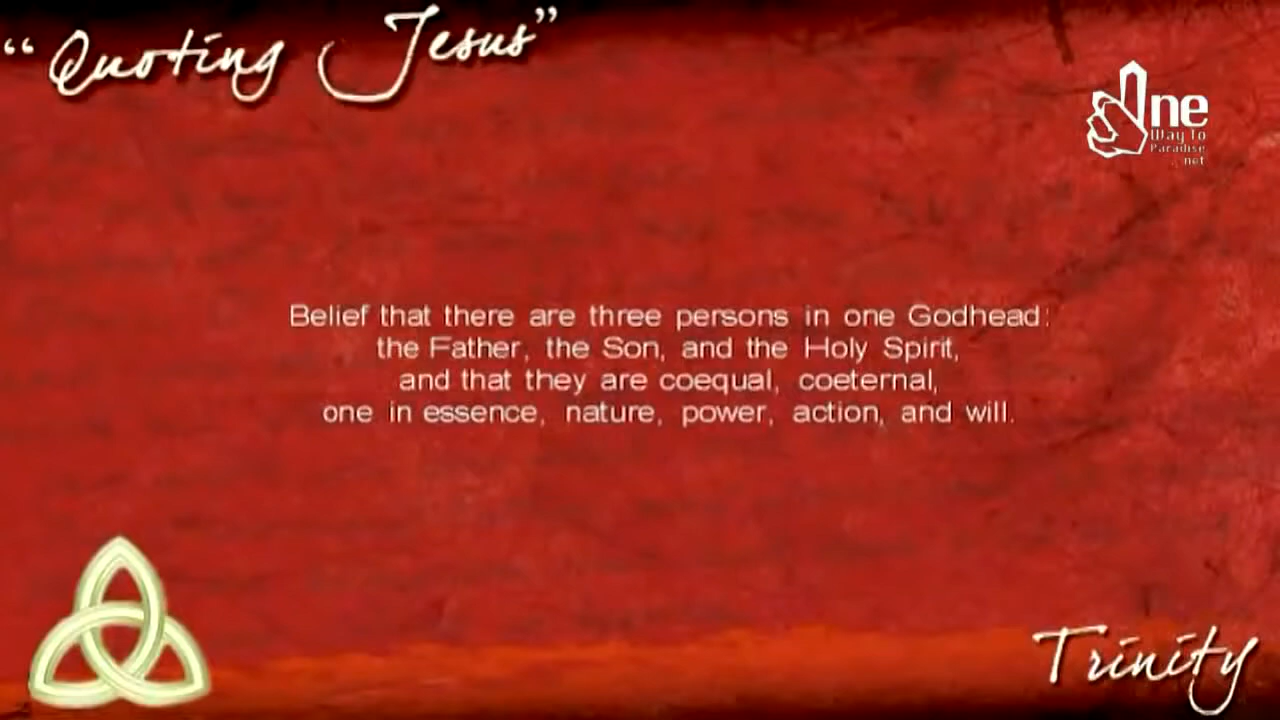 “Quoting Jesus”
One
Way To
Paradise
.net
Belief that there are three persons in one Godhead:
the Father, the Son, and the Holy Spirit,
and that they are coequal, coeternal,
one in essence, nature, power, action, and will.
Trinity